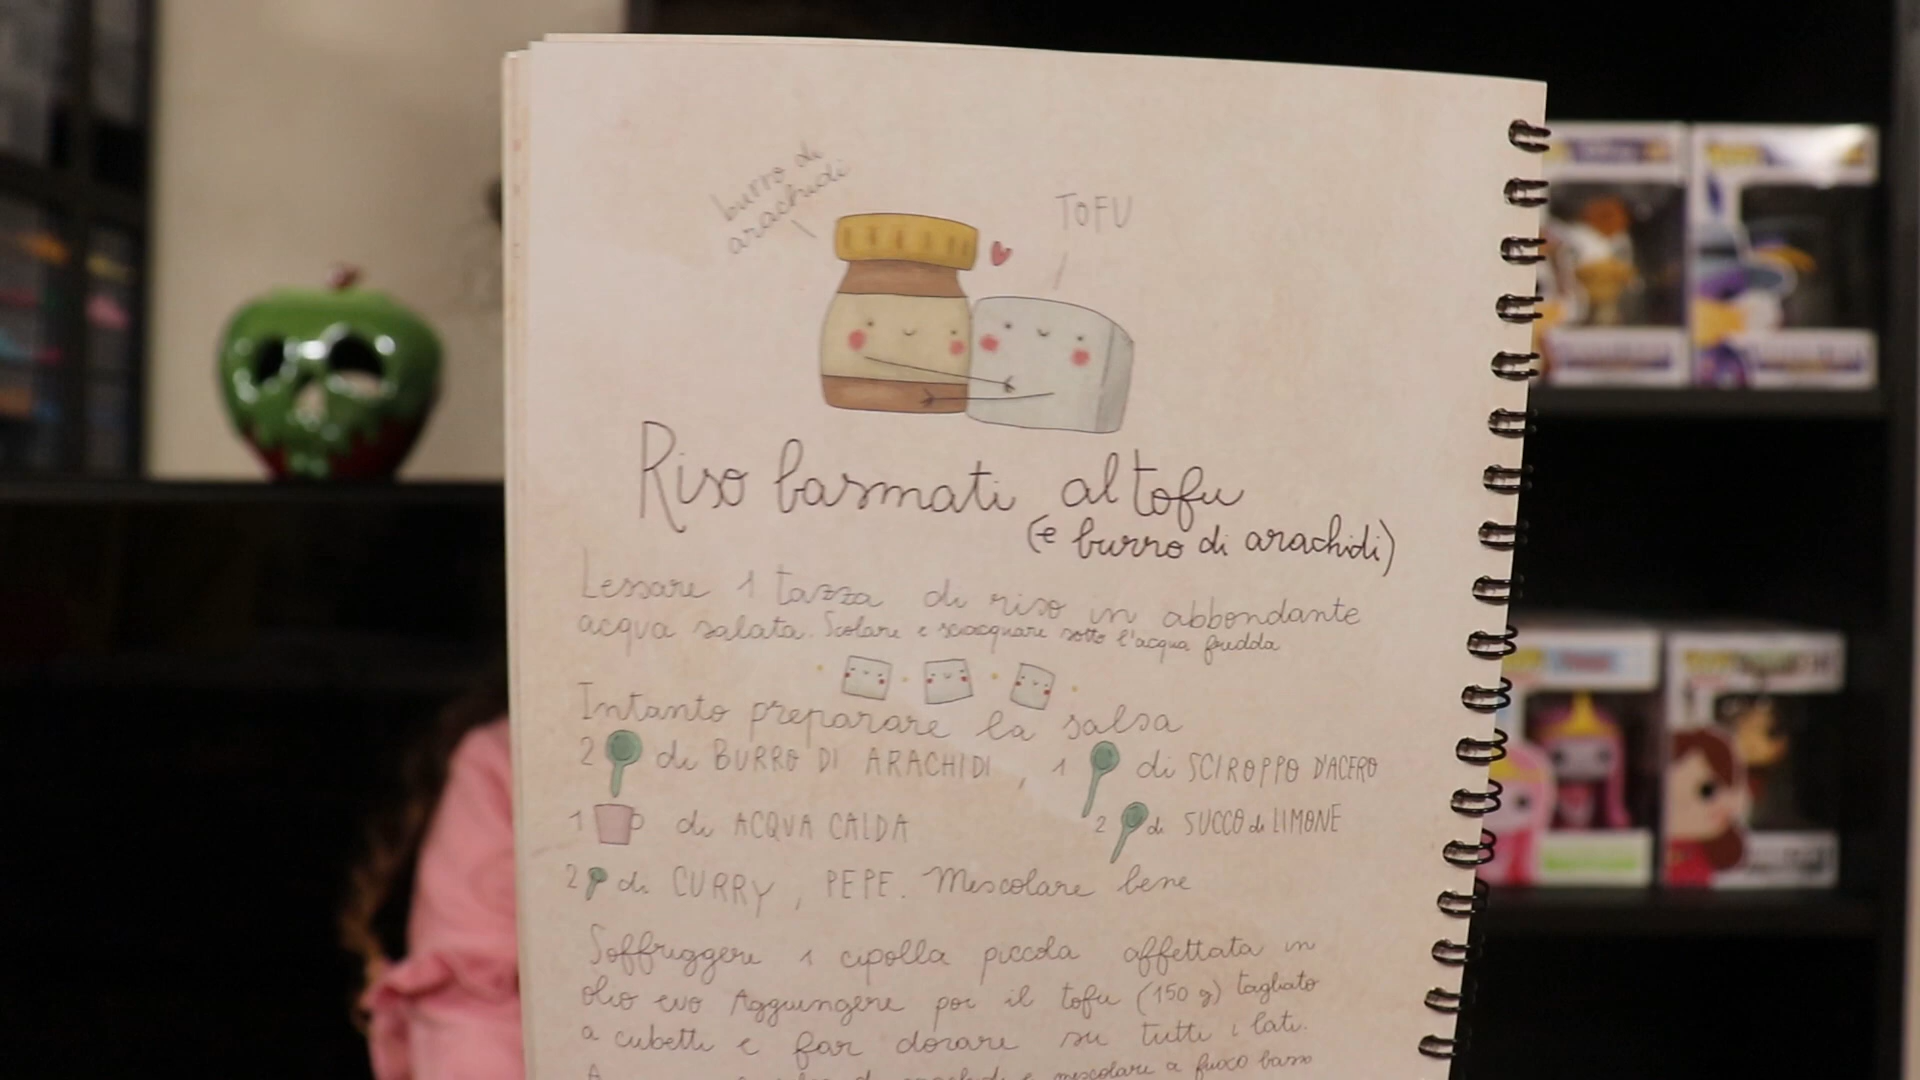 burro di
arachidi
TOFU
Riso basmati al tofu
(e burro di arachidi)
Lessare 1 tazza di riso in abbondante
acqua salata. Scolare e sciacquare sotto l'acqua fredda
Intanto preparare la salsa
2 di BURRO DI ARACHIDI, 1 di SCIROPPO D'ACERO
1 di ACQUA CALDA 2 di SUCCO di LIMONE
2 di CURRY, PEPE. Mescolare bene
Soffriggere 1 cipolla piccola affettata in
olio evo Aggiungere poi il tofu (150 g) tagliato
a cubetti e far dorare su tutti i lati.
mescolare a fuoco basso